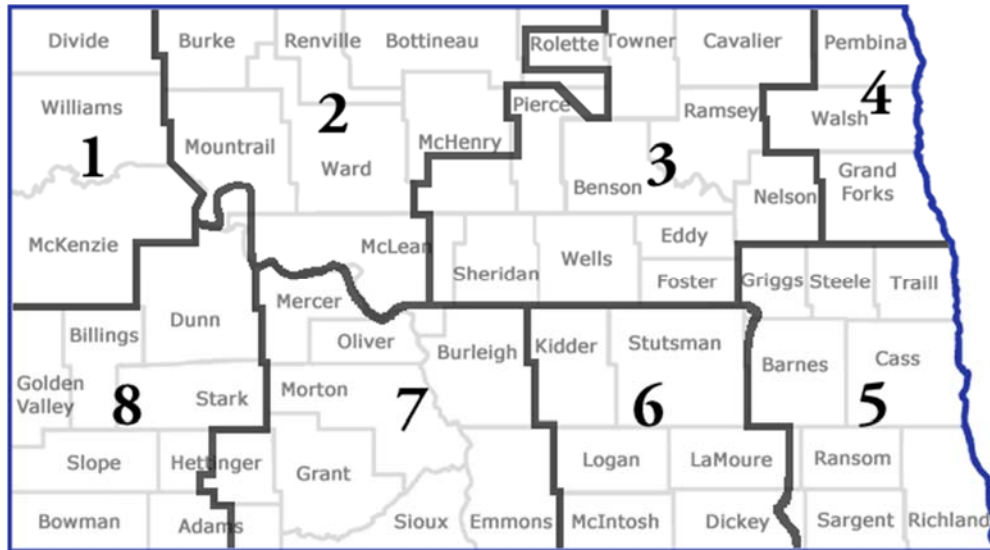 Divide
Burke
Renville
Bottineau
Rolette
Towner
Cavalier
Pembina
Williams
Pierce
Ramsey
4
Walsh
2
1
Mountrail
McHenry
Ward
3
Benson
Grand
Forks
Nelson
McKenzie
McLean
Eddy
Sheridan
Wells
Foster
Griggs
Steele
Traill
Mercer
Dunn
Billings
Oliver
Burleigh
Kidder
Stutsman
Barnes
Cass
Golden
Valley
8
Stark
Morton
7
6
5
Slope
Hettinger
Grant
Logan
LaMoure
Ransom
Bowman
Adams
Sioux
Emmons
McIntosh
Dickey
Sargent
Richland